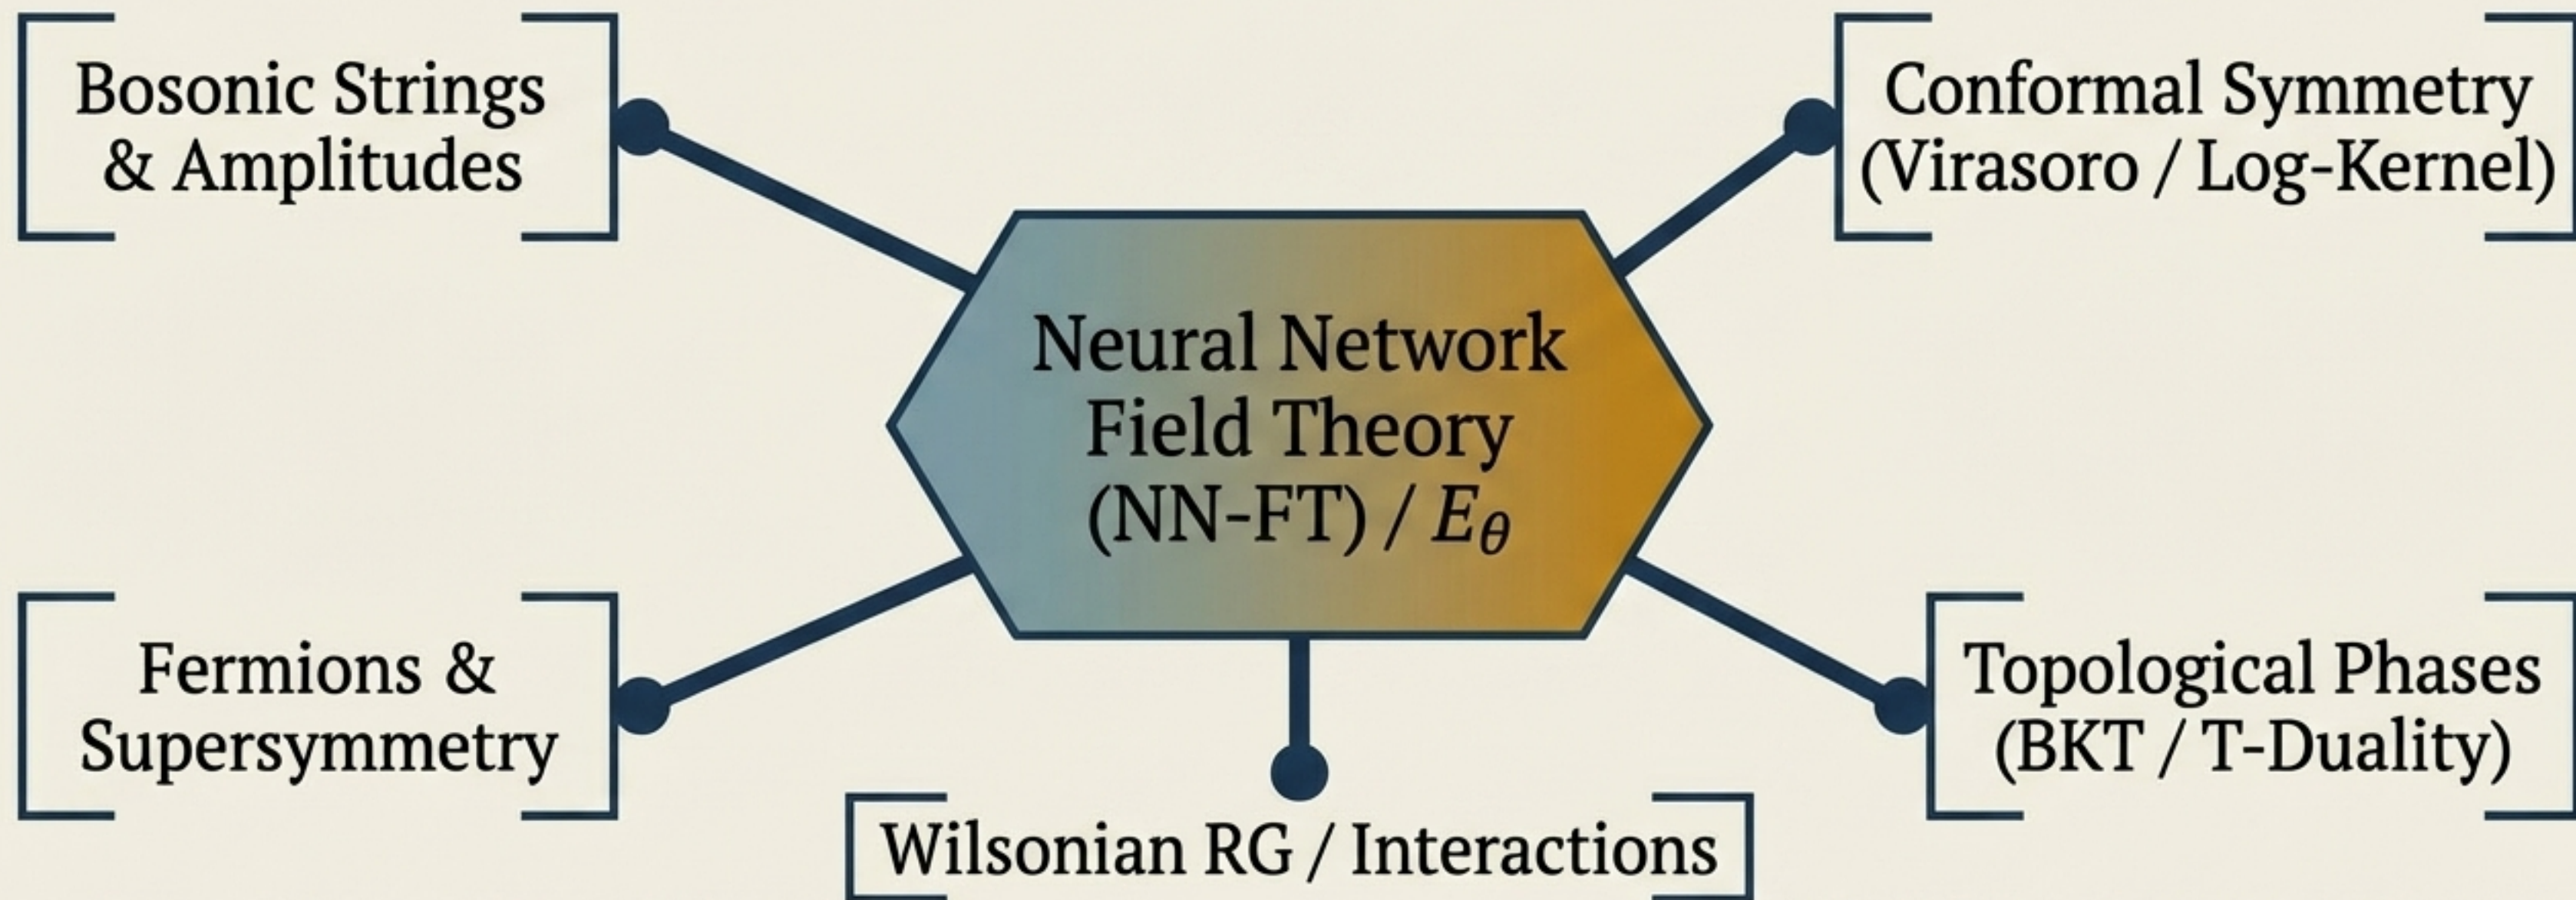 Bosonic Strings
& Amplitudes
Conformal Symmetry
(Virasoro / Log-Kernel)
Neural Network
Field Theory
(NN-FT) / E_θ
Fermions &
Supersymmetry
Topological Phases
(BKT / T-Duality)
Wilsonian RG / Interactions